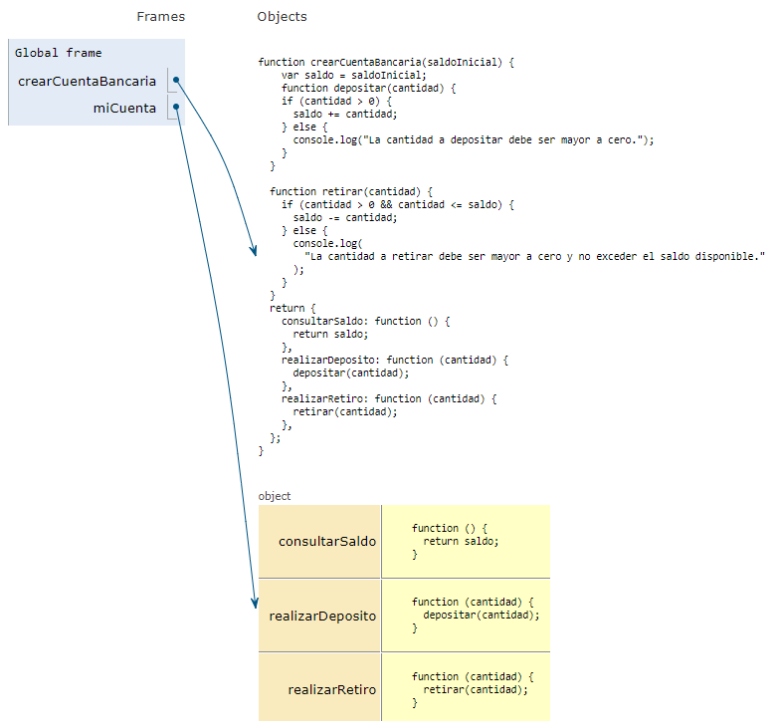 Frames Objects
Global frame
crearCuentaBancaria
miCuenta
function crearCuentaBancaria(saldoInicial) {
    var saldo = saldoInicial;
    function depositar(cantidad) {
    if (cantidad > 0) {
      saldo += cantidad;
    } else {
      console.log("La cantidad a depositar debe ser mayor a cero.");
    }
  }

  function retirar(cantidad) {
    if (cantidad > 0 && cantidad <= saldo) {
      saldo -= cantidad;
    } else {
      console.log(
        "La cantidad a retirar debe ser mayor a cero y no exceder el saldo disponible."
      );
    }
  }
  return {
    consultarSaldo: function () {
      return saldo;
    },
    realizarDeposito: function (cantidad) {
      depositar(cantidad);
    },
    realizarRetiro: function (cantidad) {
      retirar(cantidad);
    },
  };
}
object
consultarSaldo
function () {
  return saldo;
}
realizarDeposito
function (cantidad) {
  depositar(cantidad);
}
realizarRetiro
function (cantidad) {
  retirar(cantidad);
}